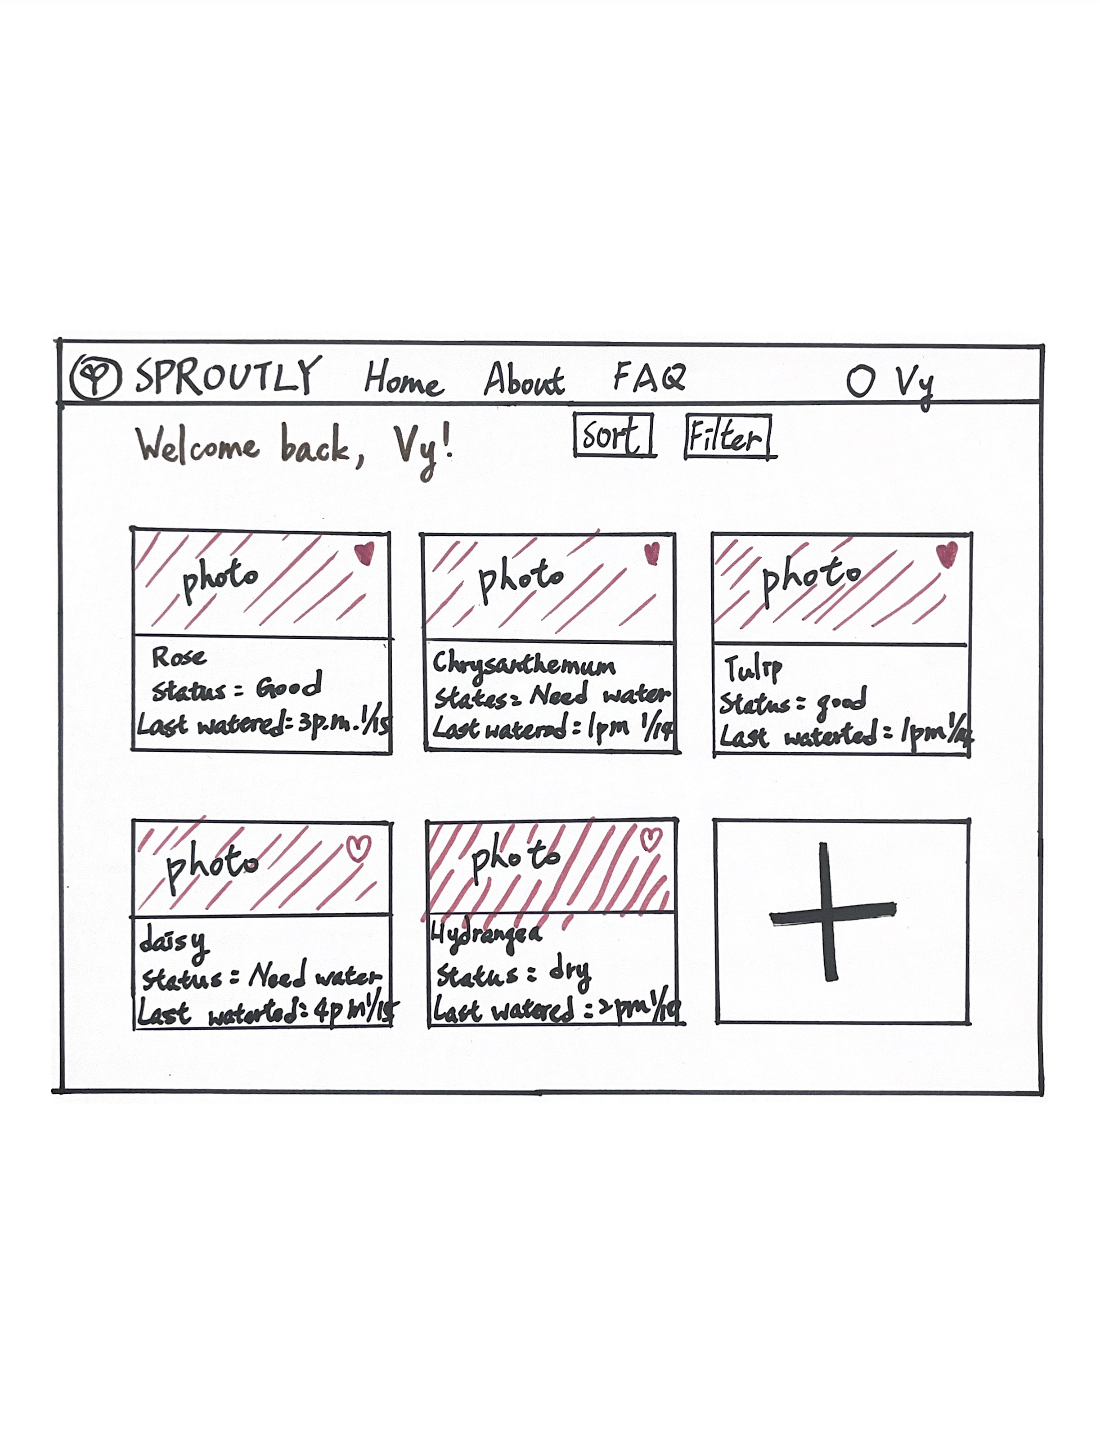 SPROUTLY Home About FAQ Vy
Welcome back, Vy! Sort Filter
photo
Rose
Status = Good
Last watered = 3p.m. 1/15
photo
Chrysanthemum
States = Need water
Last watered = 1pm 1/14
photo
Tulip
Status = good
Last waterted = 1pm 1/14
photo
daisy
Status = Need water
Last waterted = 4pm 1/15
photo
Hydrangea
Status = dry
Last watered = 2pm 1/10